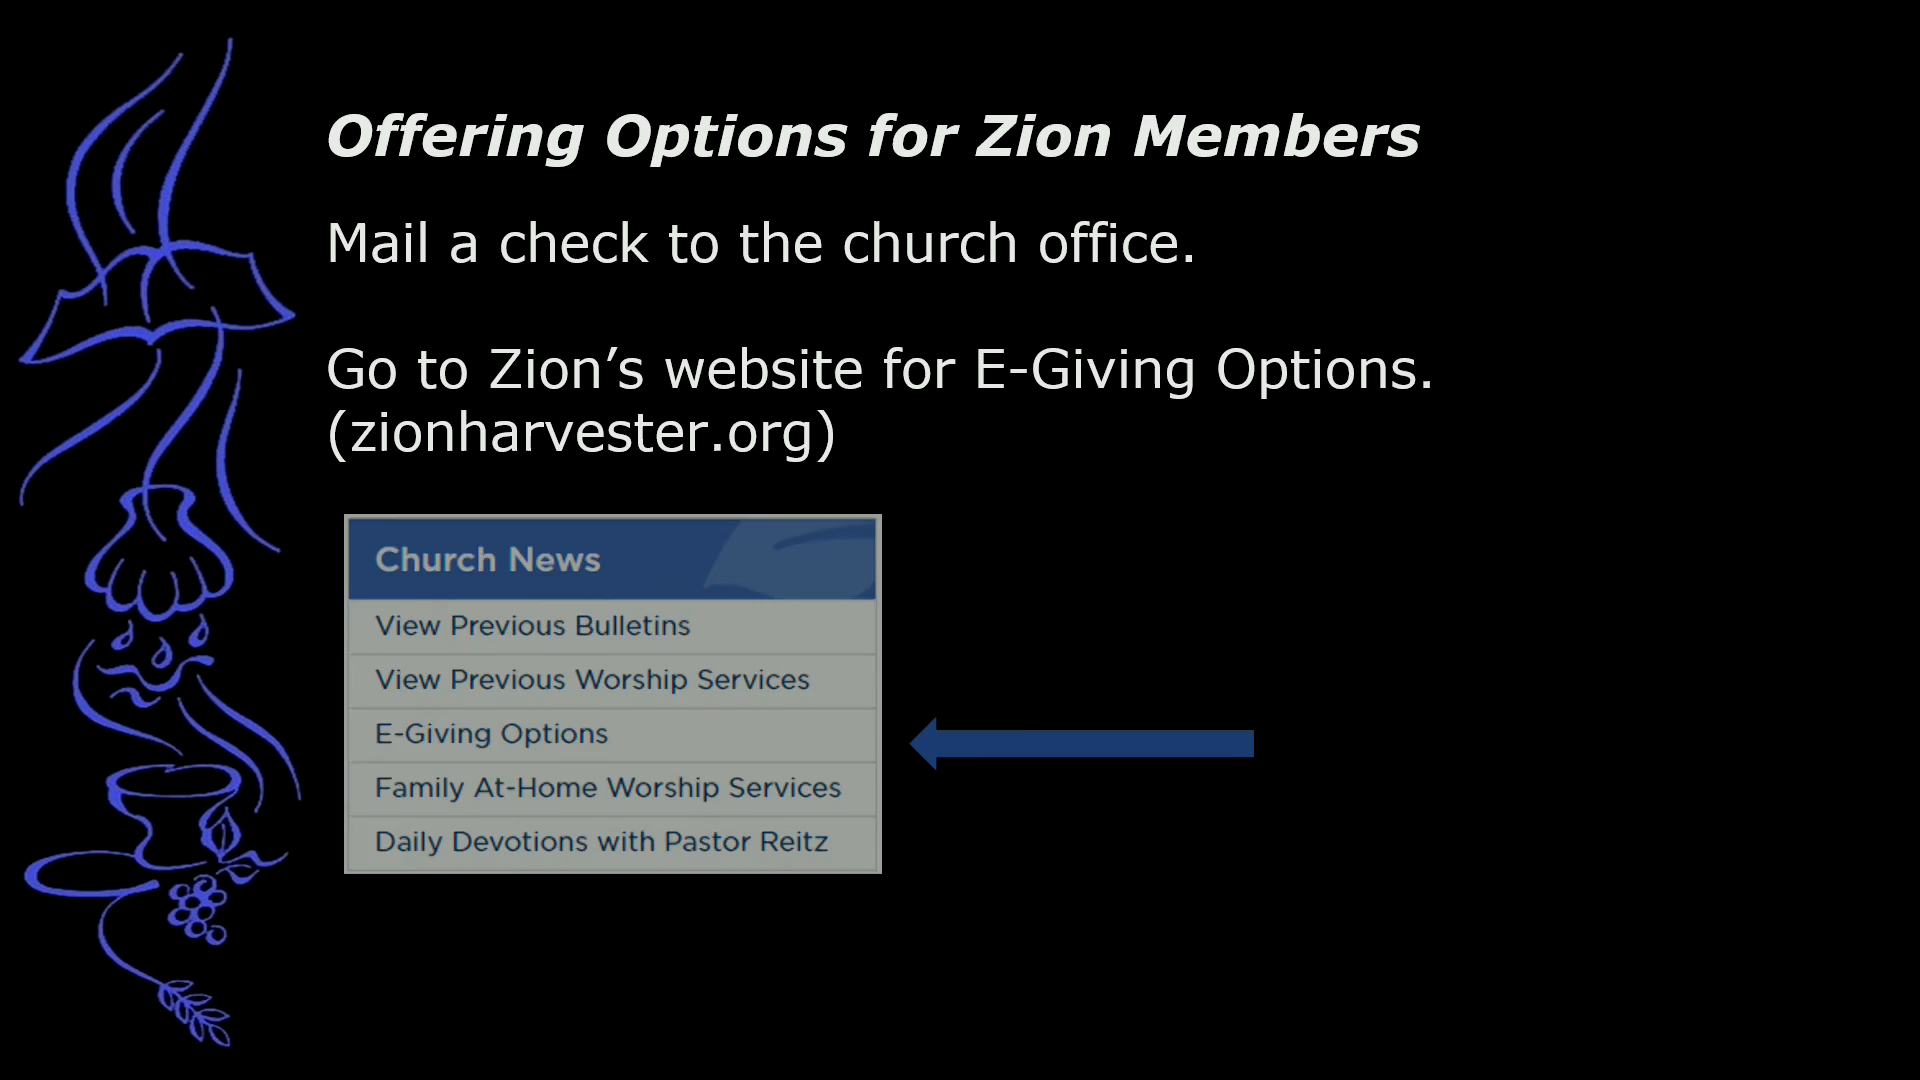 Offering Options for Zion Members
Mail a check to the church office.
Go to Zion’s website for E-Giving Options.
(zionharvester.org)
Church News
View Previous Bulletins
View Previous Worship Services
E-Giving Options
Family At-Home Worship Services
Daily Devotions with Pastor Reitz